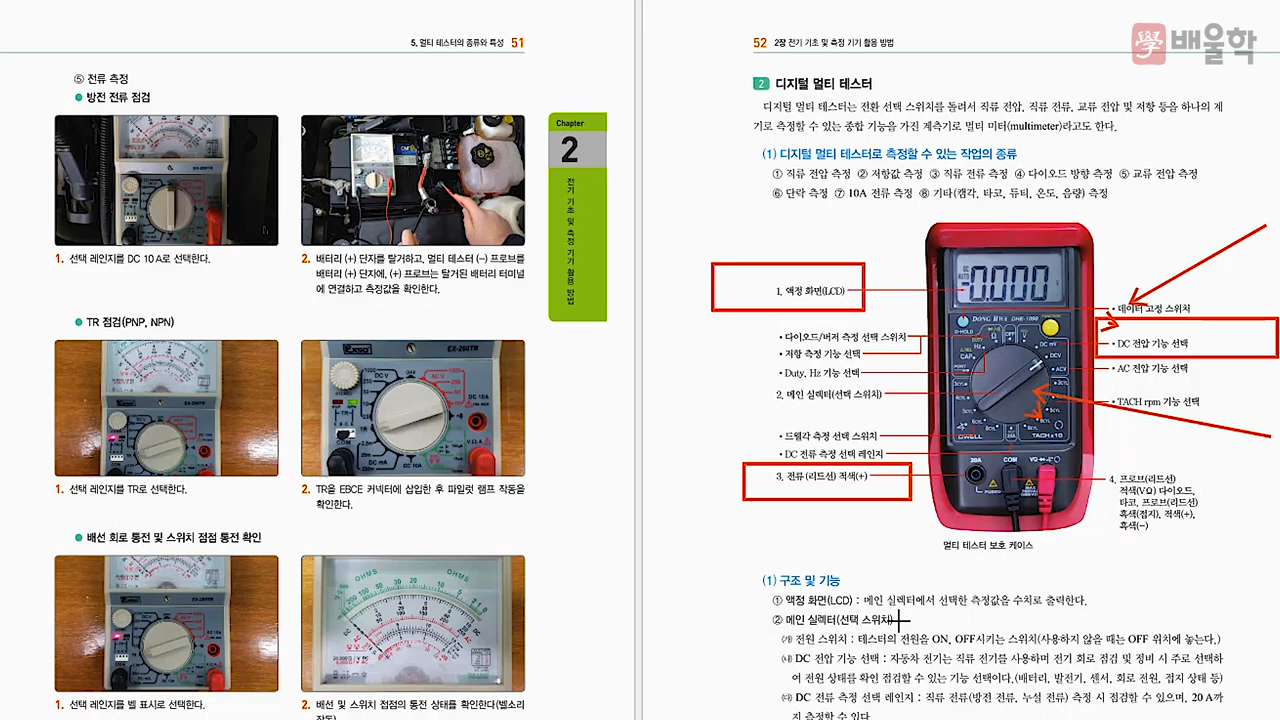 5. 멀티 테스터의 종류와 특성 51
⑤ 전류 측정
● 방전 전류 점검
1. 선택 레인지를 DC 10 A로 선택한다.
2. 배터리 (+) 단자를 탈거하고, 멀티 테스터 (-) 프로브를
배터리 (+) 단자에, (+) 프로브는 탈거된 배터리 터미널
에 연결하고 측정값을 확인한다.
● TR 점검(PNP, NPN)
1. 선택 레인지를 TR로 선택한다.
2. TR을 EBCE 커넥터에 삽입한 후 파일럿 램프 작동을
확인한다.
● 배선 회로 통전 및 스위치 점점 통전 확인
1. 선택 레인지를 벨 표시로 선택한다.
2. 배선 및 스위치 접점의 통전 상태를 확인한다(벨소리
작동).
Chapter
2
전기 기초 및 측정 기기 활용 방법
52 2장 전기 기초 및 측정 기기 활용 방법
學 배울학
2 디지털 멀티 테스터
디지털 멀티 테스터는 전환 선택 스위치를 돌려서 직류 전압, 직류 전류, 교류 전압 및 저항 등을 하나의 계
기로 측정할 수 있는 종합 기능을 가진 계측기로 멀티 미터(multimeter)라고도 한다.
(1) 디지털 멀티 테스터로 측정할 수 있는 작업의 종류
① 직류 전압 측정 ② 저항값 측정 ③ 직류 전류 측정 ④ 다이오드 방향 측정 ⑤ 교류 전압 측정
⑥ 단락 측정 ⑦ 10A 전류 측정 ⑧ 기타(캠각, 타코, 듀티, 온도, 음량) 측정
1. 액정 화면(LCD)
• 다이오드/버저 측정 선택 스위치
• 저항 측정 기능 선택
• Duty, Hz 기능 선택
2. 메인 실렉터(선택 스위치)
• 드웰각 측정 선택 스위치
• DC 전류 측정 선택 레인지
3. 전류 (리드선) 적색(+)
• 데이터 고정 스위치
• DC 전압 기능 선택
• AC 전압 기능 선택
• TACH rpm 기능 선택
4. 프로브(리드선)
적색(VΩ) 다이오드,
타코, 프로브(리드선)
흑색(접지), 적색(+),
흑색(-)
0000
D-HOLD
DHE-1090
DC mV
DCV
ACV
CAP
DWELL
TACH×10
20A
COM
멀티 테스터 보호 케이스
(1) 구조 및 기능
① 액정 화면(LCD) : 메인 실렉터에서 선택한 측정값을 수치로 출력한다.
② 메인 실렉터(선택 스위치)
㈎ 전원 스위치 : 테스터의 전원을 ON, OFF시키는 스위치(사용하지 않을 때는 OFF 위치에 놓는다.)
㈏ DC 전압 기능 선택 : 자동차 전기는 직류 전기를 사용하며 전기 회로 점검 및 정비 시 주로 선택하
여 전원 상태를 확인 점검할 수 있는 기능 선택이다.(배터리, 발전기, 센서, 회로 전원, 접지 상태 등)
㈐ DC 전류 측정 선택 레인지 : 직류 전류(방전 전류, 누설 전류) 측정 시 점검할 수 있으며, 20 A까
지 측정할 수 있다